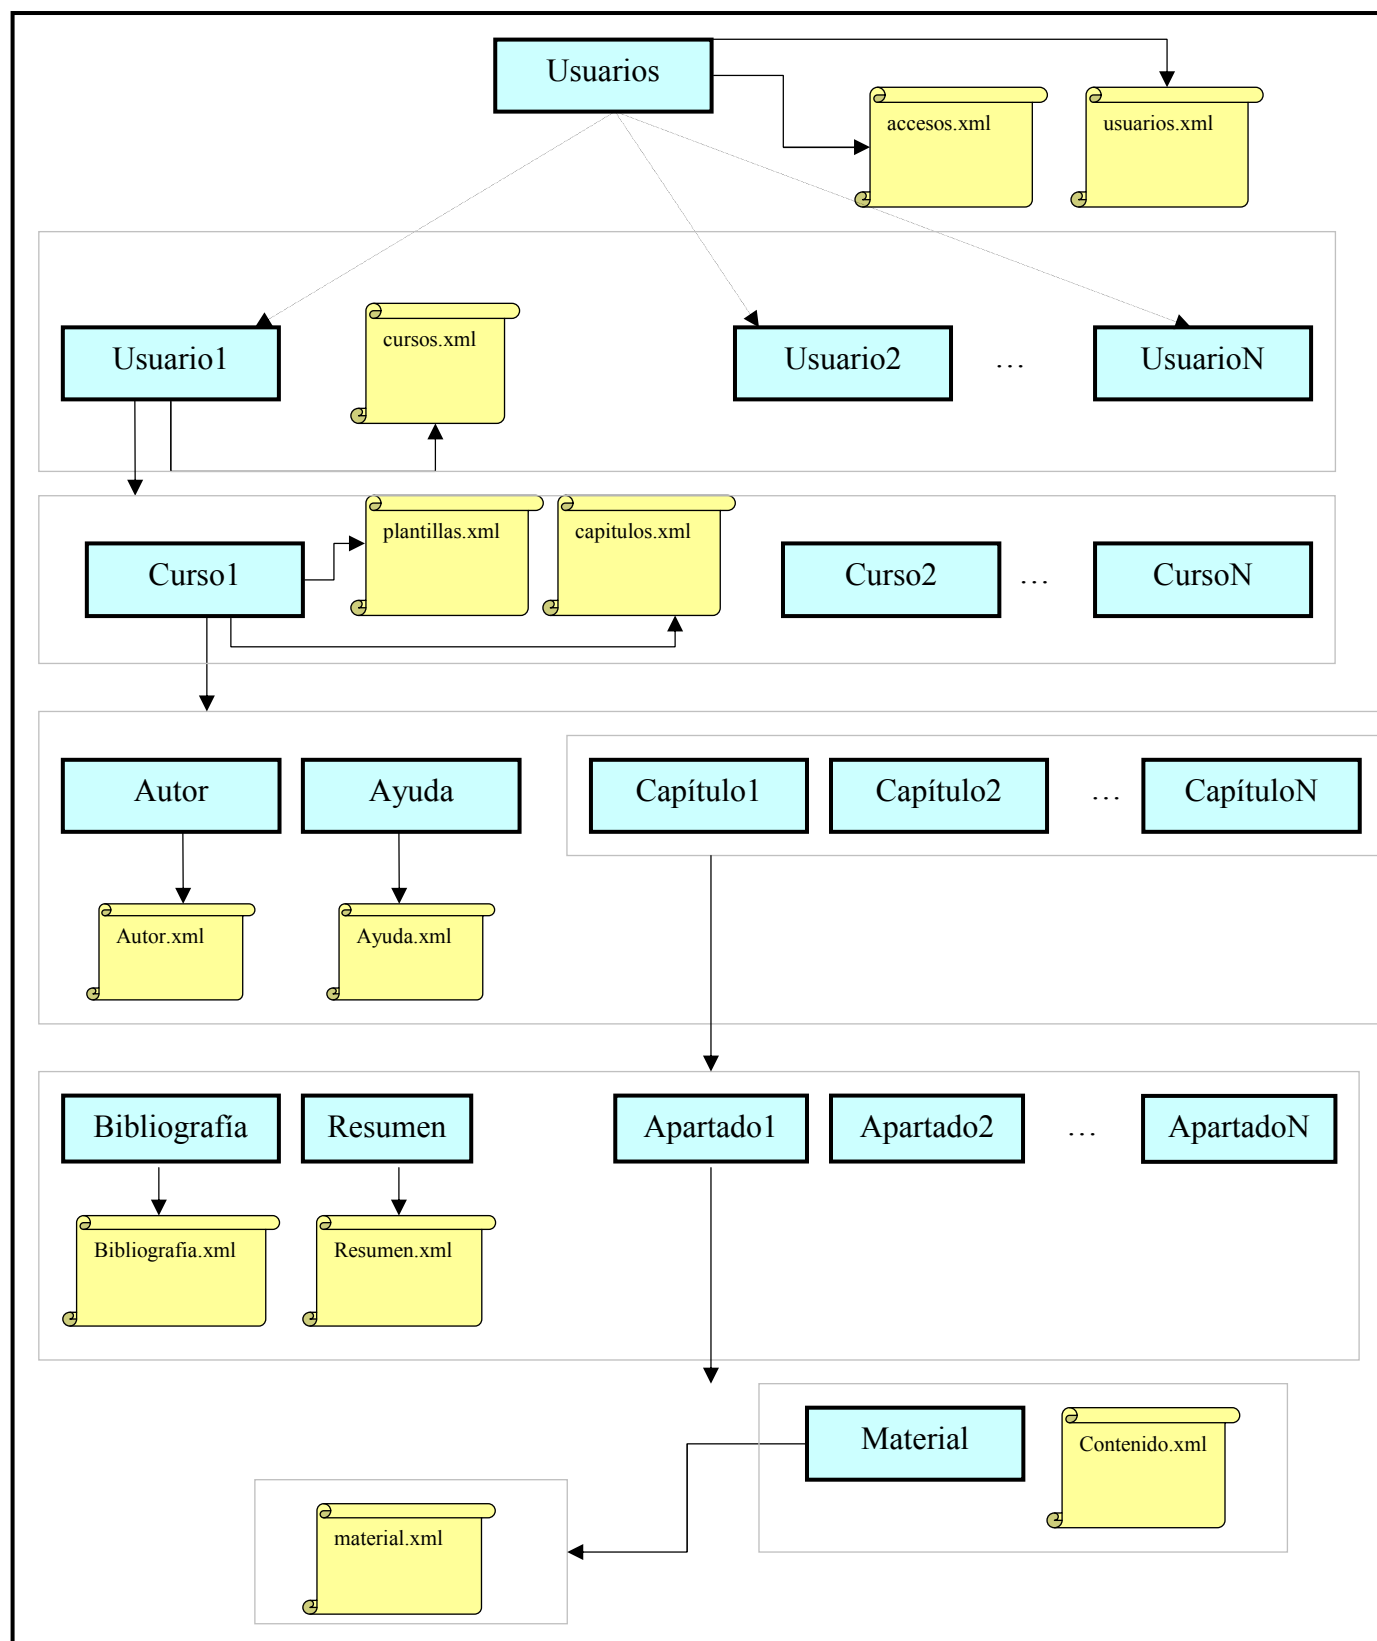 Usuarios
accesos.xml
usuarios.xml
cursos.xml
Usuario1
Usuario2
…
UsuarioN
plantillas.xml
capitulos.xml
Curso1
Curso2
…
CursoN
Autor
Ayuda
Capítulo1
Capítulo2
…
CapítuloN
Autor.xml
Ayuda.xml
Bibliografía
Resumen
Apartado1
Apartado2
…
ApartadoN
Bibliografia.xml
Resumen.xml
Material
Contenido.xml
material.xml